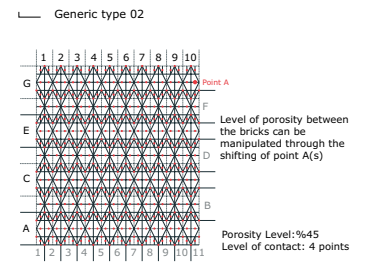 Generic type 02
1 2 3 4 5 6 7 8 9 10
G
Point A
F
Level of porosity between
the bricks can be
manipulated through the
shifting of point A(s)
E
D
C
B
A
Porosity Level:%45
Level of contact: 4 points
1 2 3 4 5 6 7 8 9 10 11